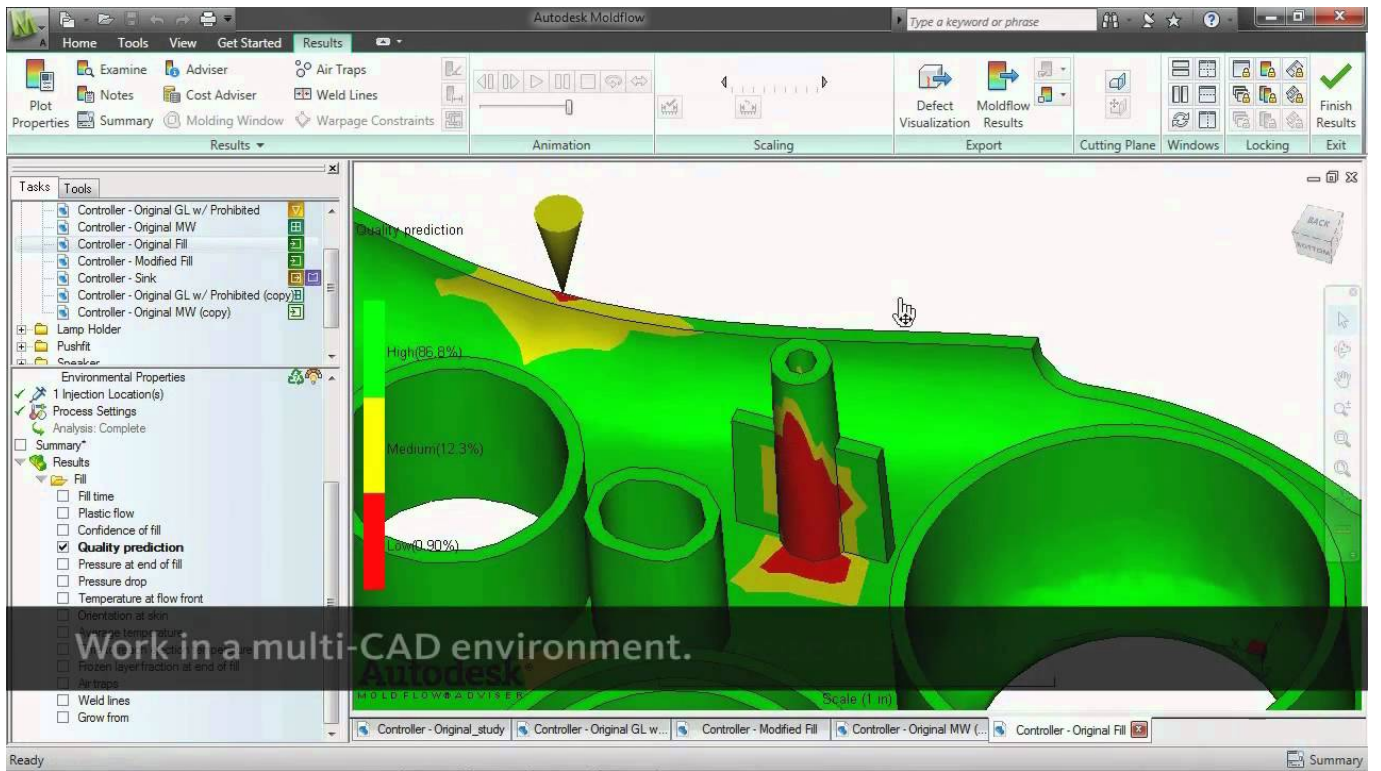 Autodesk Moldflow
Type a keyword or phrase
Home Tools View Get Started Results
Plot Properties
Examine
Notes
Summary
Adviser
Cost Adviser
Molding Window
Air Traps
Weld Lines
Warpage Constraints
Defect Visualization
Moldflow Results
Finish Results
Results Animation Scaling Export Cutting Plane Windows Locking Exit
Tasks Tools
Controller - Original GL w/ Prohibited
Controller - Original MW
Controller - Original Fill
Controller - Modified Fill
Controller - Sink
Controller - Original GL w/ Prohibited (copy)
Controller - Original MW (copy)
Lamp Holder
Pushfit
Speaker
Environmental Properties
1 Injection Location(s)
Process Settings
Analysis: Complete
Summary*
Results
Fill
Fill time
Plastic flow
Confidence of fill
Quality prediction
Pressure at end of fill
Pressure drop
Temperature at flow front
Orientation at skin
Average temperature
Frozen layer fraction at end of fill
Air traps
Weld lines
Grow from
Quality prediction
High(86.8%)
Medium(12.3%)
Low(0.90%)
BACK
BOTTOM
Work in a multi-CAD environment.
Autodesk®
MOLDFLOW® ADVISER
Scale (1 in)
Controller - Original_study
Controller - Original GL w...
Controller - Modified Fill
Controller - Original MW (...
Controller - Original Fill
Ready
Summary